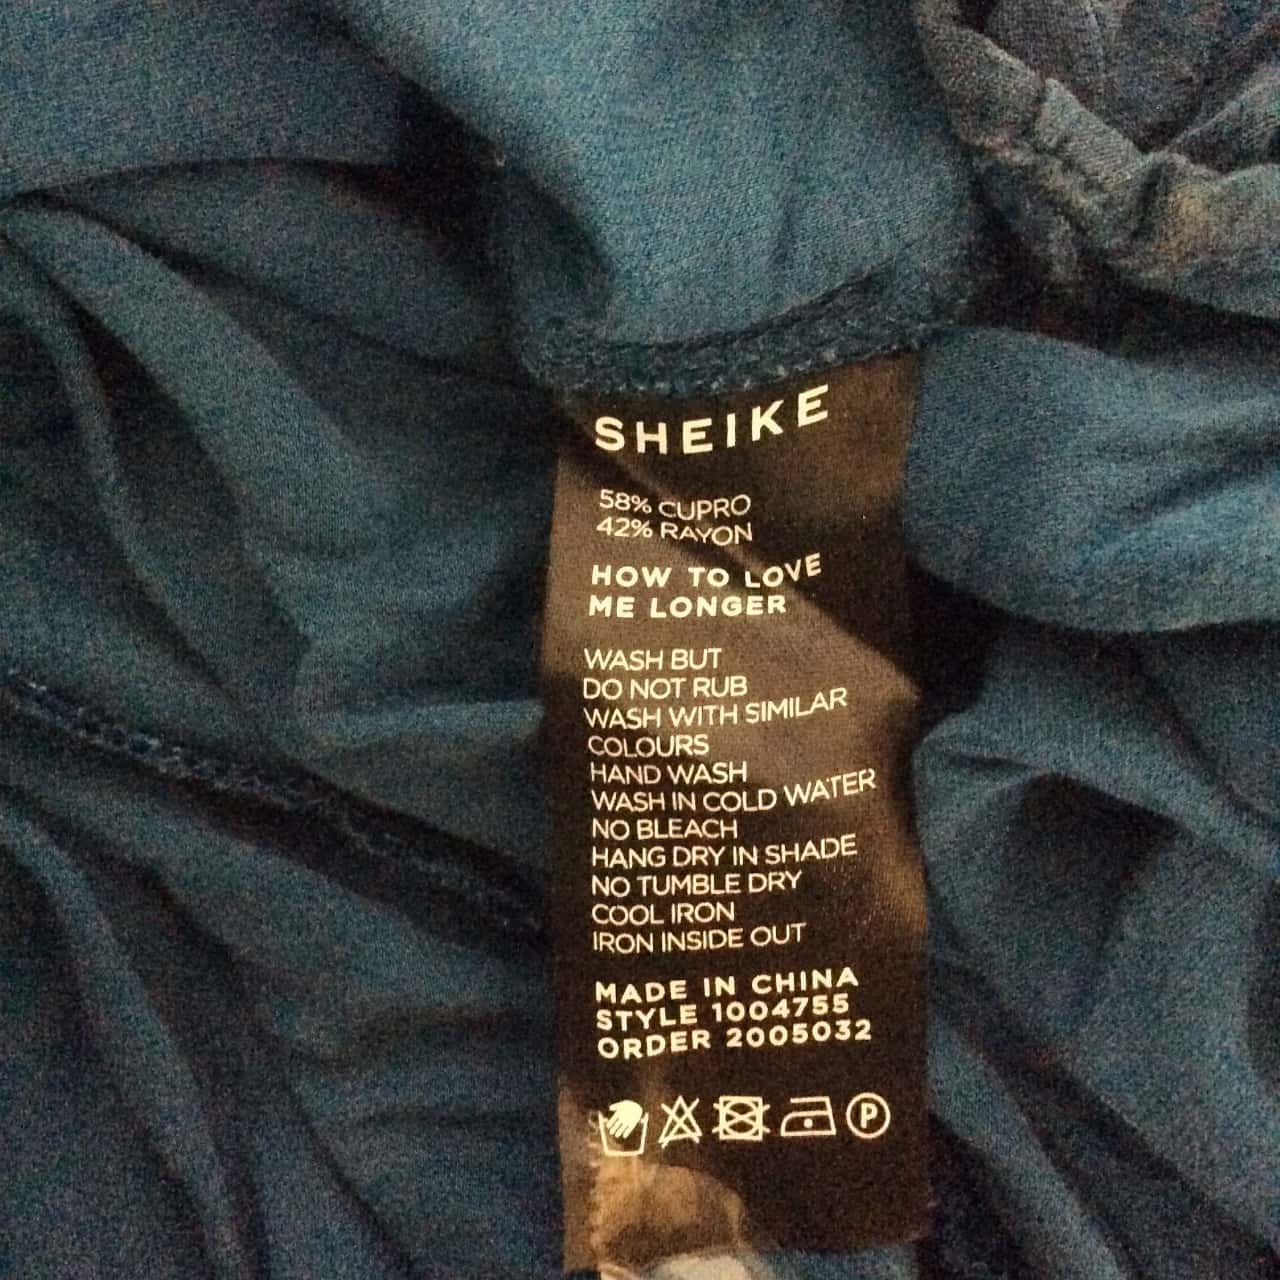 SHEIKE
58% CUPRO
42% RAYON
HOW TO LOVE
ME LONGER
WASH BUT
DO NOT RUB
WASH WITH SIMILAR
COLOURS
HAND WASH
WASH IN COLD WATER
NO BLEACH
HANG DRY IN SHADE
NO TUMBLE DRY
COOL IRON
IRON INSIDE OUT
MADE IN CHINA
STYLE 1004755
ORDER 2005032
P